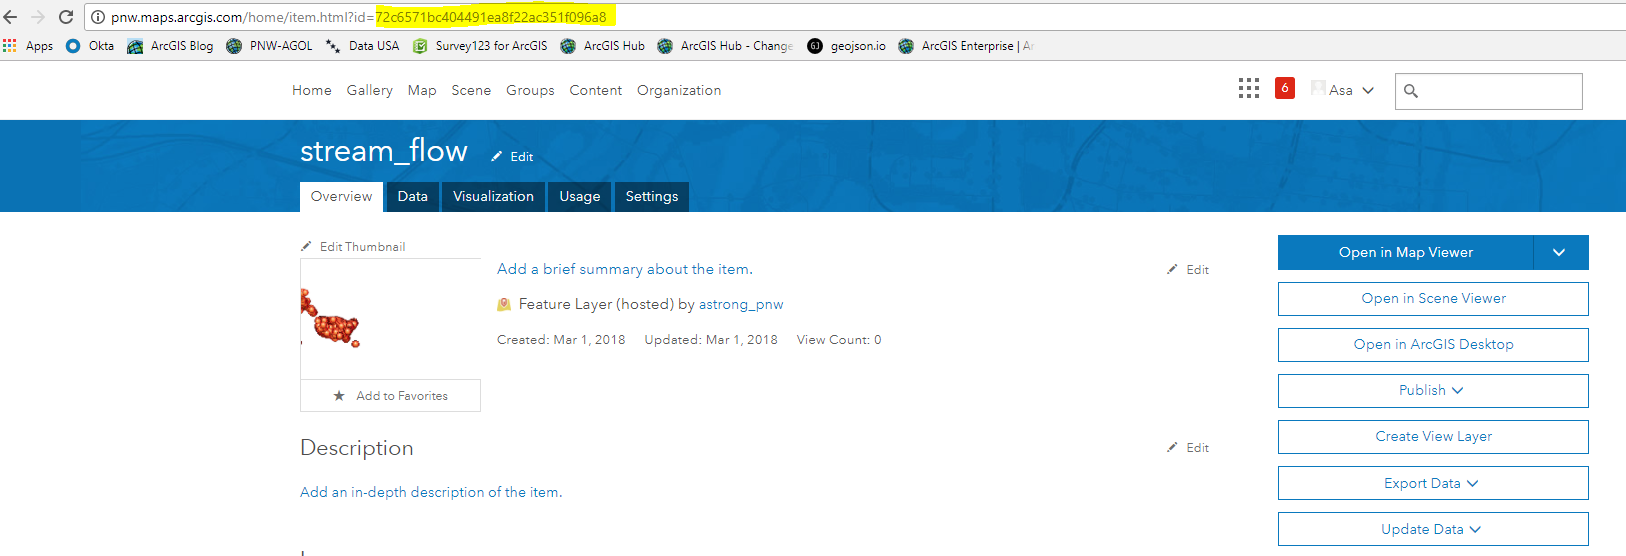 pnw.maps.arcgis.com/home/item.html?id=72c6571bc404491ea8f22ac351f096a8
Apps Okta ArcGIS Blog PNW-AGOL Data USA Survey123 for ArcGIS ArcGIS Hub ArcGIS Hub - Change geojson.io ArcGIS Enterprise | Ar
Home Gallery Map Scene Groups Content Organization 6 Asa
stream_flow Edit
Overview Data Visualization Usage Settings
Edit Thumbnail
Open in Map Viewer
Add a brief summary about the item. Edit
Open in Scene Viewer
Feature Layer (hosted) by astrong_pnw
Created: Mar 1, 2018 Updated: Mar 1, 2018 View Count: 0
Open in ArcGIS Desktop
Publish
Add to Favorites
Create View Layer
Description Edit
Export Data
Add an in-depth description of the item.
Update Data